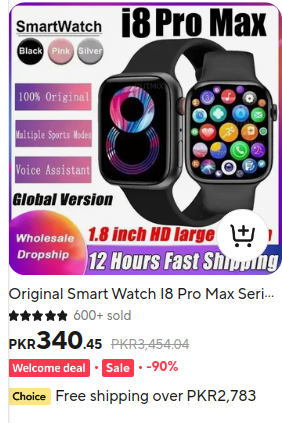 SmartWatch
i8 Pro Max
Black
Pink
Silver
100% Original
Multiple Sports Modes
Voice Assistant
Global Version
Wholesale
Dropship
1.8 inch HD large
12 Hours Fast Shipping
Original Smart Watch I8 Pro Max Seri...
600+ sold
PKR340.45 PKR3,454.04
Welcome deal • Sale • -90%
Choice Free shipping over PKR2,783